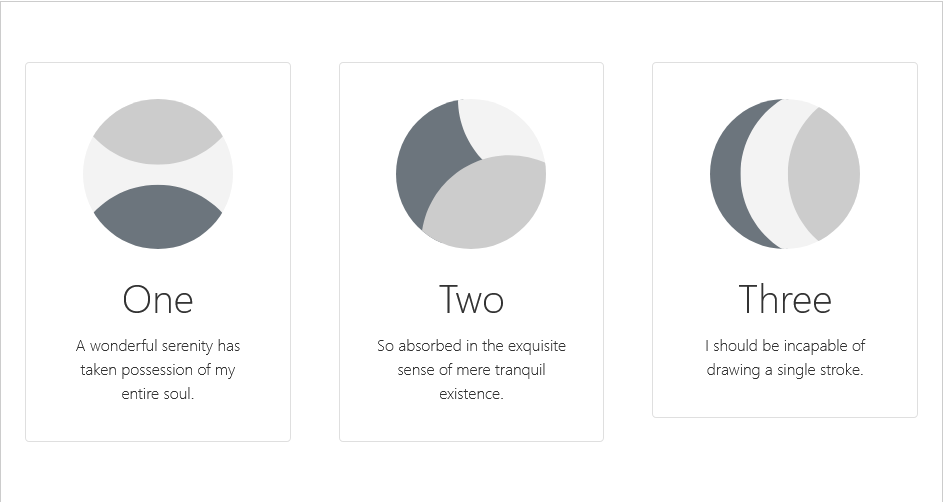 One
A wonderful serenity has
taken possession of my
entire soul.
Two
So absorbed in the exquisite
sense of mere tranquil
existence.
Three
I should be incapable of
drawing a single stroke.